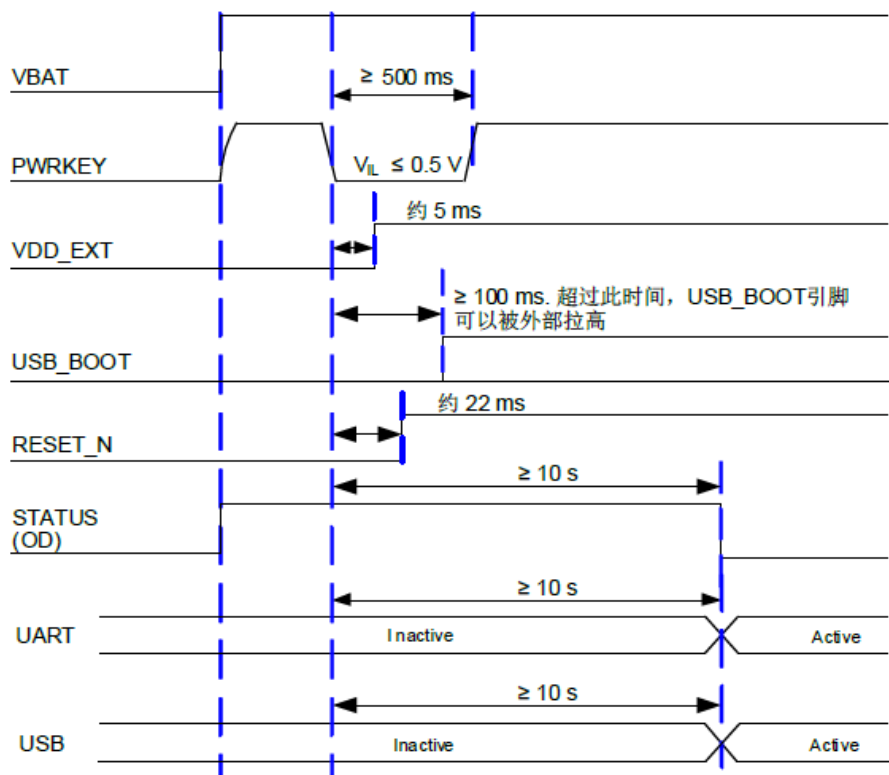 VBAT
≥ 500 ms
PWRKEY
VIL ≤ 0.5 V
约 5 ms
VDD_EXT
≥ 100 ms. 超过此时间，USB_BOOT引脚
可以被外部拉高
USB_BOOT
约 22 ms
RESET_N
≥ 10 s
STATUS
(OD)
≥ 10 s
UART
Inactive
Active
≥ 10 s
USB
Inactive
Active